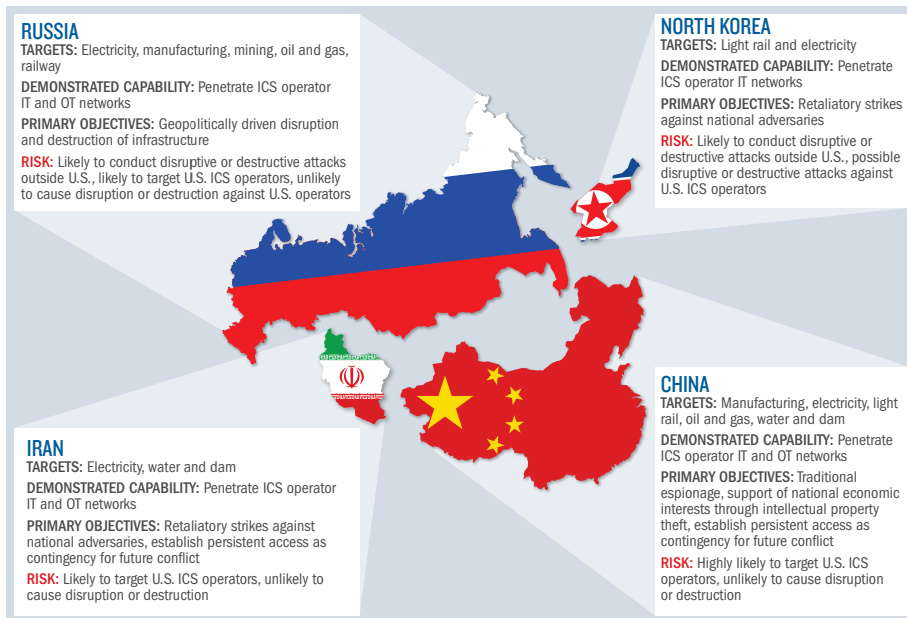 RUSSIA
TARGETS: Electricity, manufacturing, mining, oil and gas,
railway
DEMONSTRATED CAPABILITY: Penetrate ICS operator
IT and OT networks
PRIMARY OBJECTIVES: Geopolitically driven disruption
and destruction of infrastructure
RISK: Likely to conduct disruptive or destructive attacks
outside U.S., likely to target U.S. ICS operators, unlikely
to cause disruption or destruction against U.S. operators
NORTH KOREA
TARGETS: Light rail and electricity
DEMONSTRATED CAPABILITY: Penetrate
ICS operator IT networks
PRIMARY OBJECTIVES: Retaliatory strikes
against national adversaries
RISK: Likely to conduct disruptive or
destructive attacks outside U.S., possible
disruptive or destructive attacks against
U.S. ICS operators
IRAN
TARGETS: Electricity, water and dam
DEMONSTRATED CAPABILITY: Penetrate ICS operator
IT and OT networks
PRIMARY OBJECTIVES: Retaliatory strikes against
national adversaries, establish persistent access as
contingency for future conflict
RISK: Likely to target U.S. ICS operators, unlikely to
cause disruption or destruction
CHINA
TARGETS: Manufacturing, electricity, light
rail, oil and gas, water and dam
DEMONSTRATED CAPABILITY: Penetrate
ICS operator IT and OT networks
PRIMARY OBJECTIVES: Traditional
espionage, support of national economic
interests through intellectual property
theft, establish persistent access as
contingency for future conflict
RISK: Highly likely to target U.S. ICS
operators, unlikely to cause disruption
or destruction